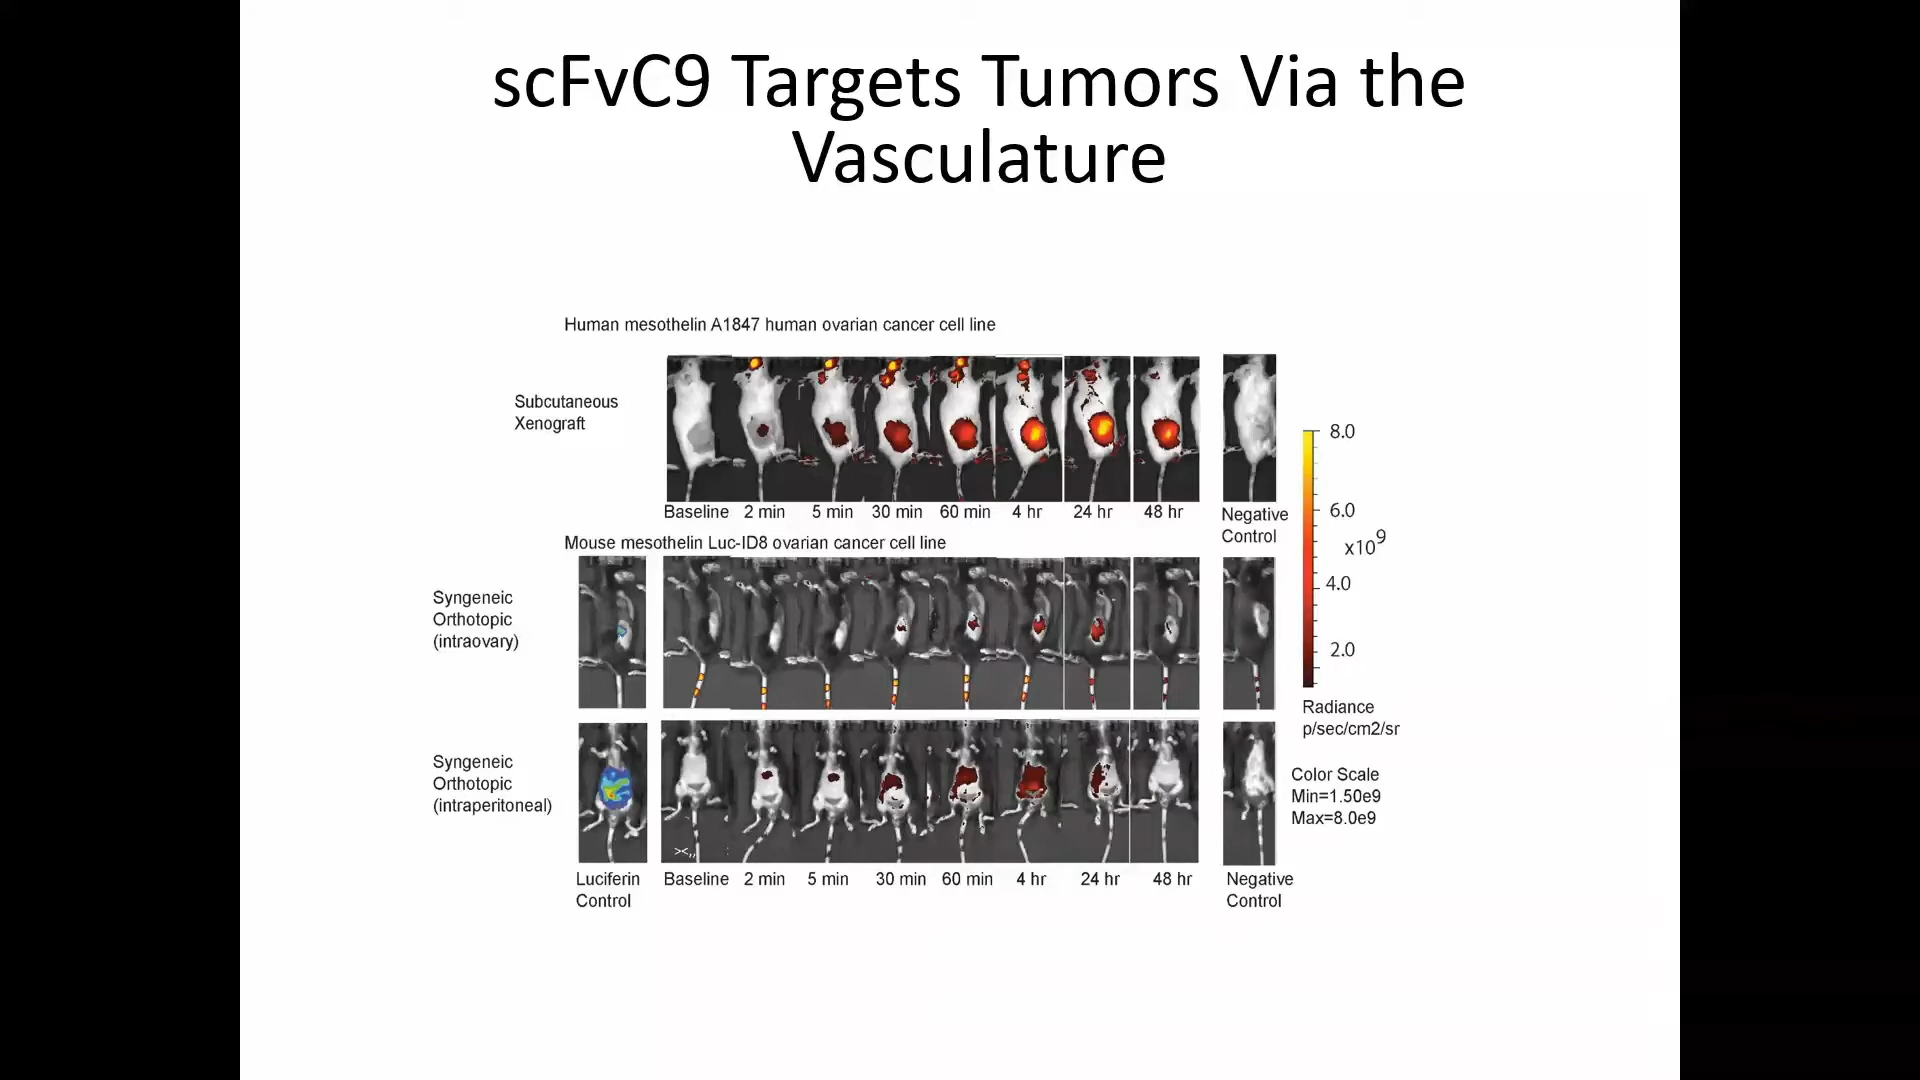 scFvC9 Targets Tumors Via the
Vasculature
Human mesothelin A1847 human ovarian cancer cell line
Subcutaneous
Xenograft
Baseline 2 min 5 min 30 min 60 min 4 hr 24 hr 48 hr
Negative
Control
8.0
6.0
x10^9
4.0
2.0
Radiance
p/sec/cm2/sr
Color Scale
Min=1.50e9
Max=8.0e9
Mouse mesothelin Luc-ID8 ovarian cancer cell line
Syngeneic
Orthotopic
(intraovary)
Syngeneic
Orthotopic
(intraperitoneal)
Luciferin
Control
Baseline 2 min 5 min 30 min 60 min 4 hr 24 hr 48 hr
Negative
Control